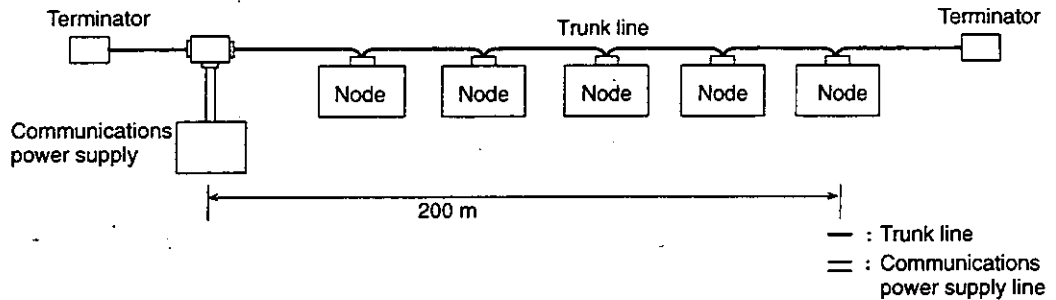 Terminator
Trunk line
Terminator
Node
Node
Node
Node
Node
Communications
power supply
200 m
: Trunk line
: Communications
power supply line